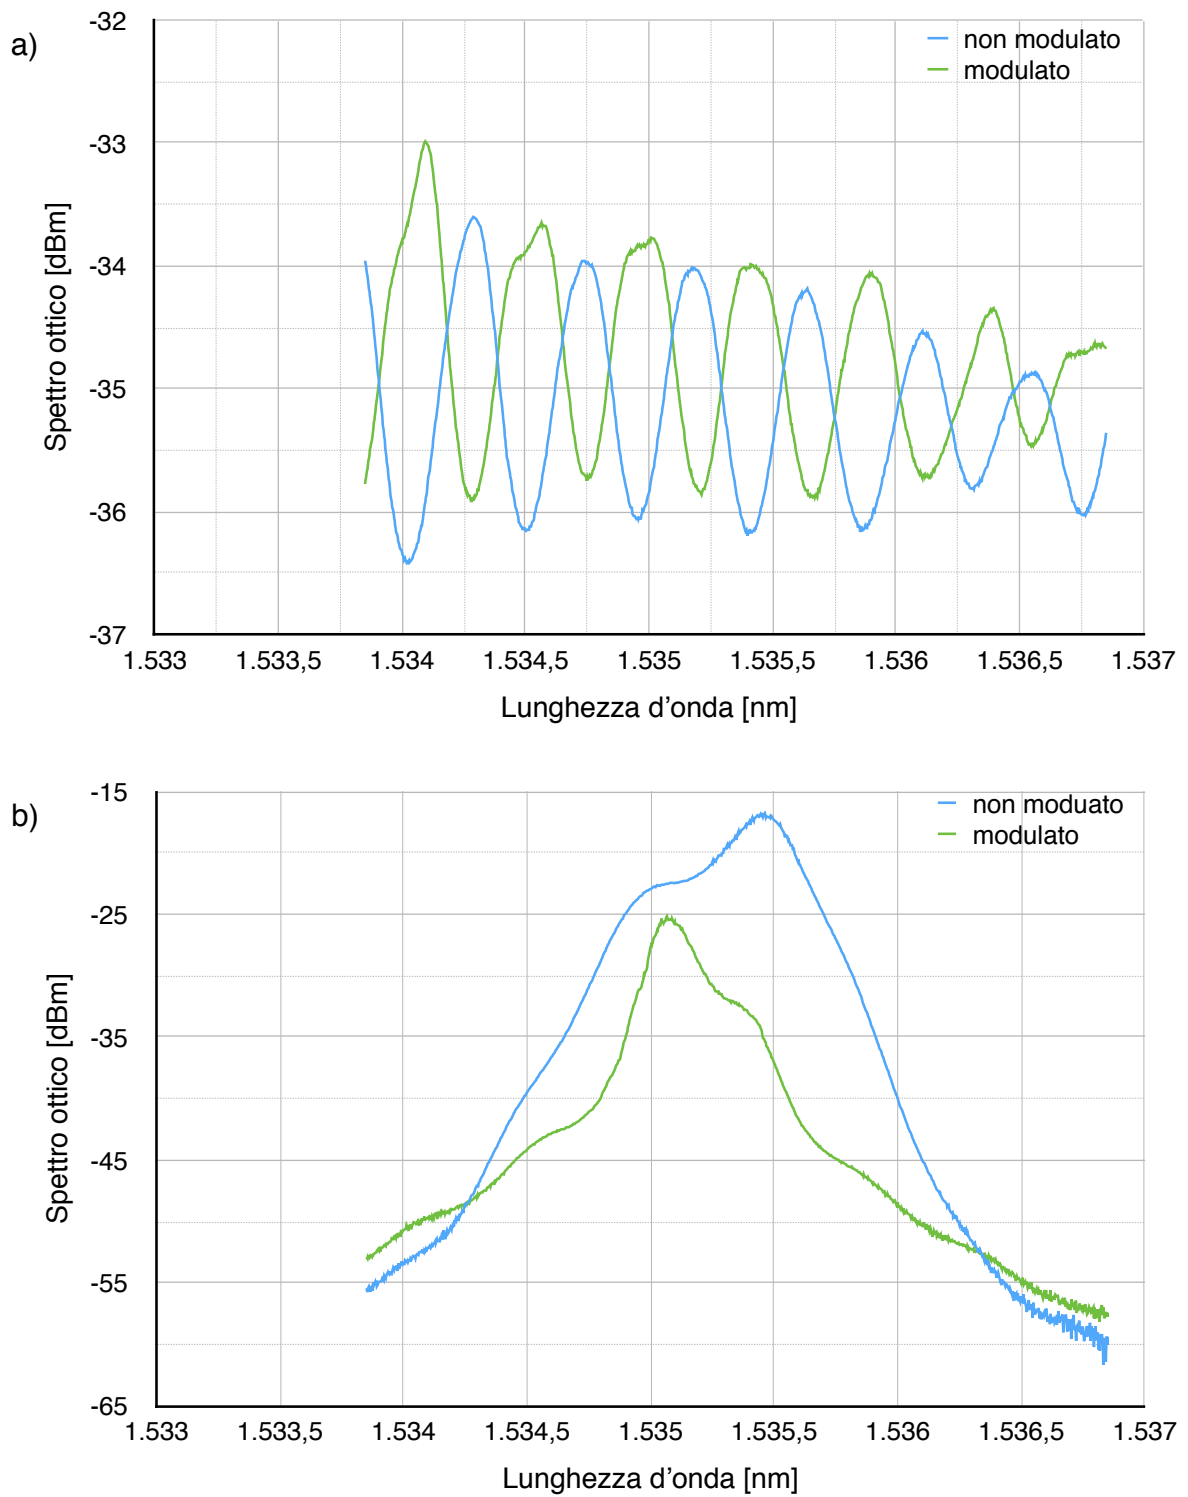 a)
-32
-33
-34
-35
-36
-37
Spettro ottico [dBm]
non modulato
modulato
1.533 1.533,5 1.534 1.534,5 1.535 1.535,5 1.536 1.536,5 1.537
Lunghezza d’onda [nm]
b)
-15
-25
-35
-45
-55
-65
Spettro ottico [dBm]
non moduato
modulato
1.533 1.533,5 1.534 1.534,5 1.535 1.535,5 1.536 1.536,5 1.537
Lunghezza d’onda [nm]